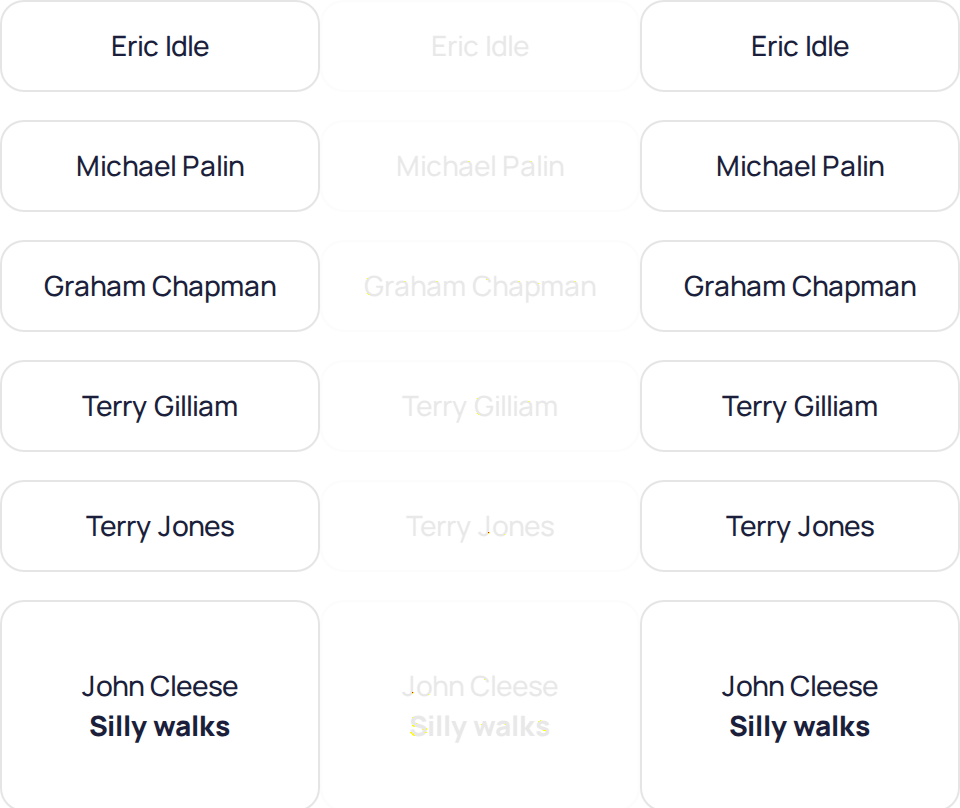 Eric Idle Eric Idle Eric Idle
Michael Palin Michael Palin Michael Palin
Graham Chapman Graham Chapman Graham Chapman
Terry Gilliam Terry Gilliam Terry Gilliam
Terry Jones Terry Jones Terry Jones
John Cleese John Cleese John Cleese
Silly walks Silly walks Silly walks